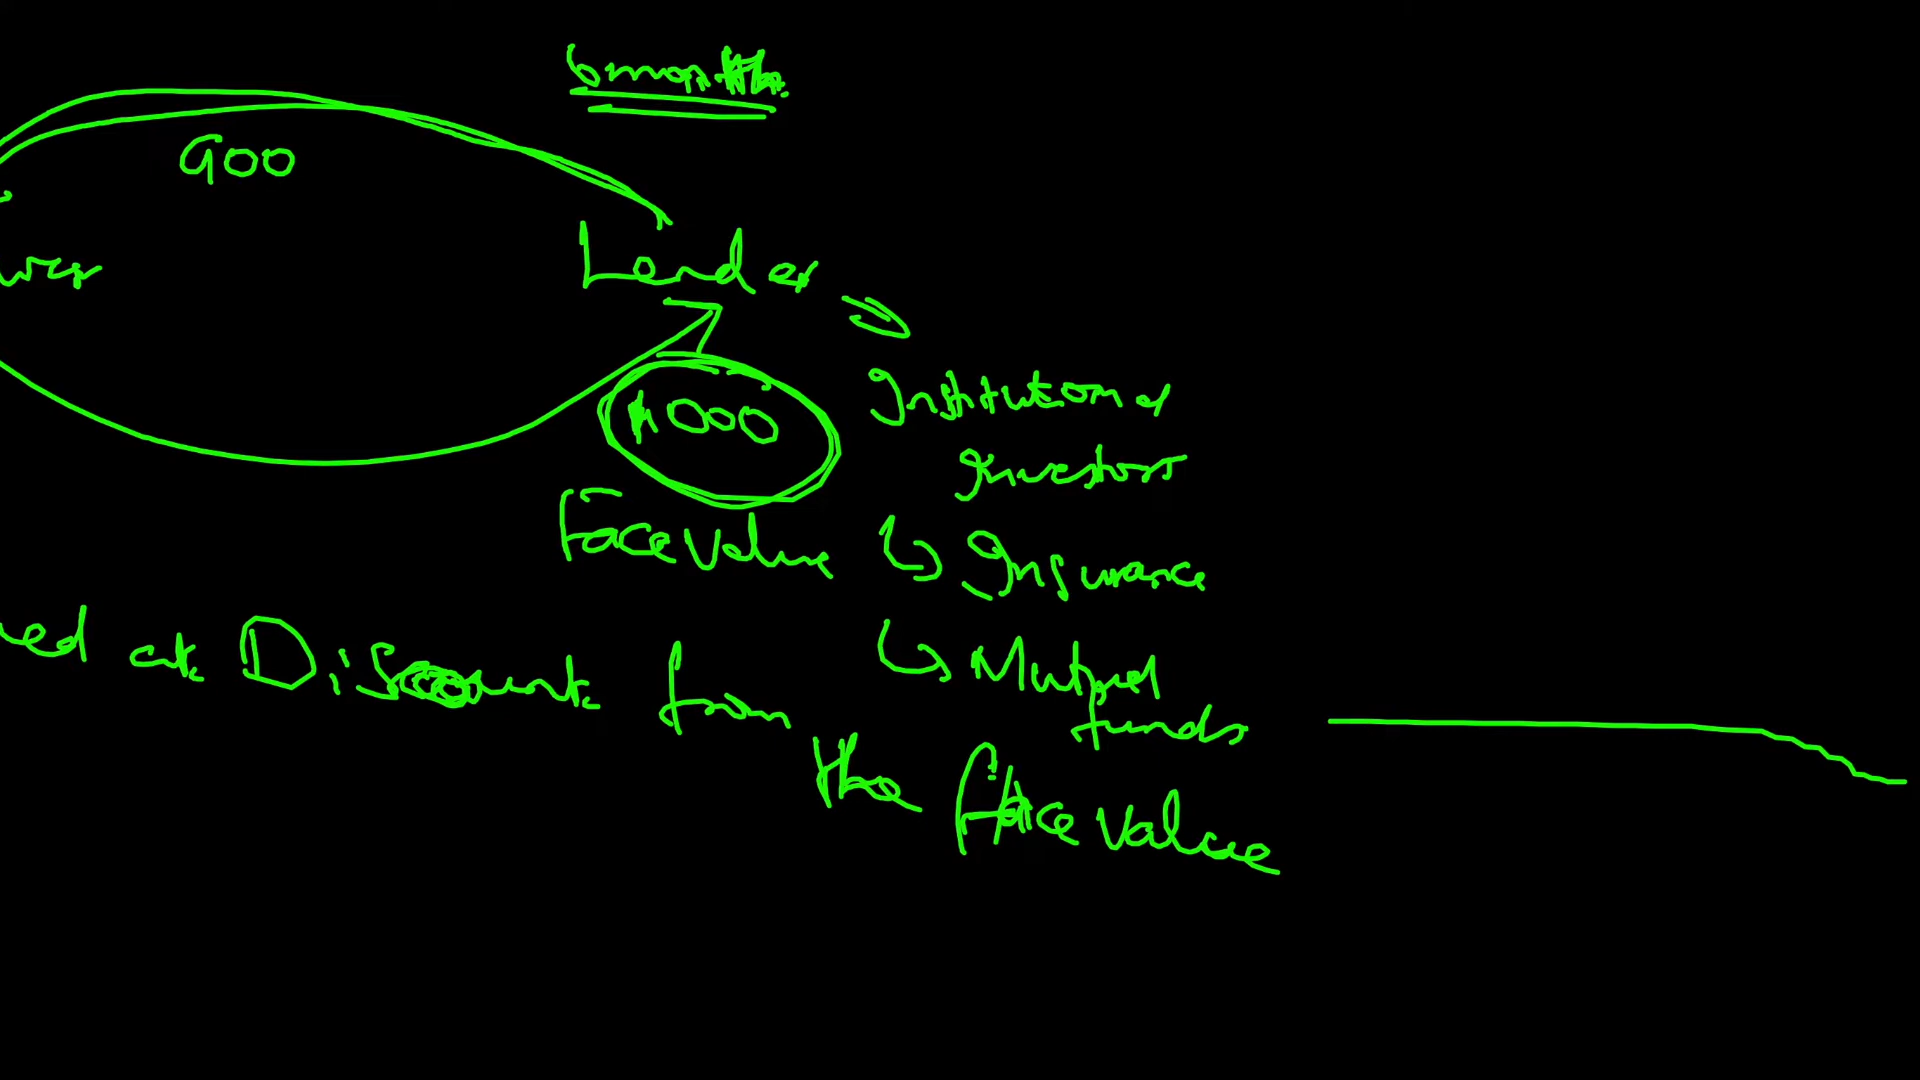 6 months.
900
Lender
1000
Institutional
Investors
Face Value
Insurance
at Discount from
Mutual
funds
the Face Value